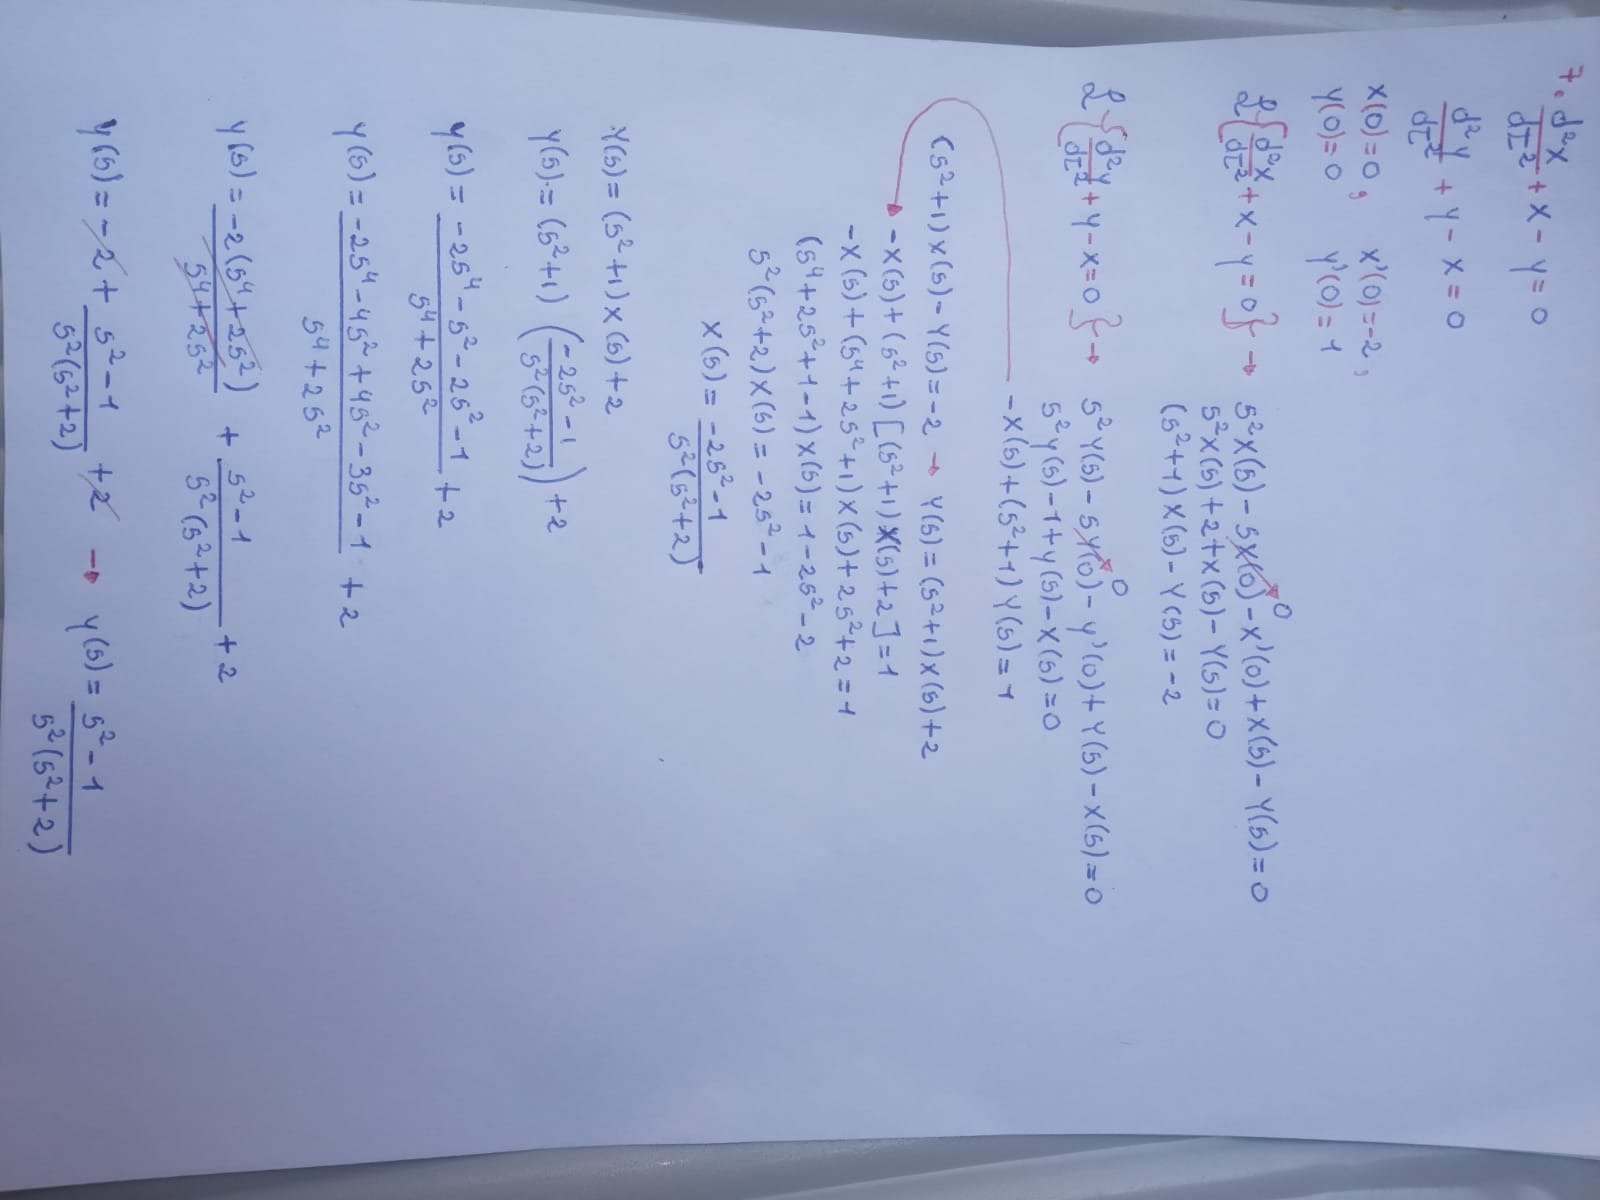 7. d²x/dt² + x - y = 0
d²y/dt² + y - x = 0
x(0)=0, x'(0)=-2,
y(0)=0 y'(0)=1
ℒ{d²x/dt² + x - y = 0} → s²X(s) - sX(0) - x'(0) + X(s) - Y(s) = 0
s²X(s) + 2 + X(s) - Y(s) = 0
(s²+1)X(s) - Y(s) = -2
ℒ{d²y/dt² + y - x = 0} → s²Y(s) - sY(0) - y'(0) + Y(s) - X(s) = 0
s²y(s) - 1 + y(s) - X(s) = 0
-X(s) + (s²+1)Y(s) = 1
(s²+1)X(s) - Y(s) = -2 → Y(s) = (s²+1)X(s)+2
-X(s) + (s²+1)[(s²+1)X(s)+2] = 1
-X(s) + (s⁴+2s²+1)X(s) + 2s²+2 = 1
(s⁴+2s²+1-1)X(s) = 1-2s²-2
s²(s²+2)X(s) = -2s²-1
X(s) = (-2s²-1)/(s²(s²+2))
Y(s) = (s²+1)X(s)+2
Y(s) = (s²+1)((-2s²-1)/(s²(s²+2))) + 2
Y(s) = (-2s⁴-s²-2s²-1)/(s⁴+2s²) + 2
Y(s) = (-2s⁴-4s²+4s²-3s²-1)/(s⁴+2s²) + 2
Y(s) = -2(s⁴+2s²)/(s⁴+2s²) + (s²-1)/(s²(s²+2)) + 2
Y(s) = -2 + (s²-1)/(s²(s²+2)) + 2 → Y(s) = (s²-1)/(s²(s²+2))